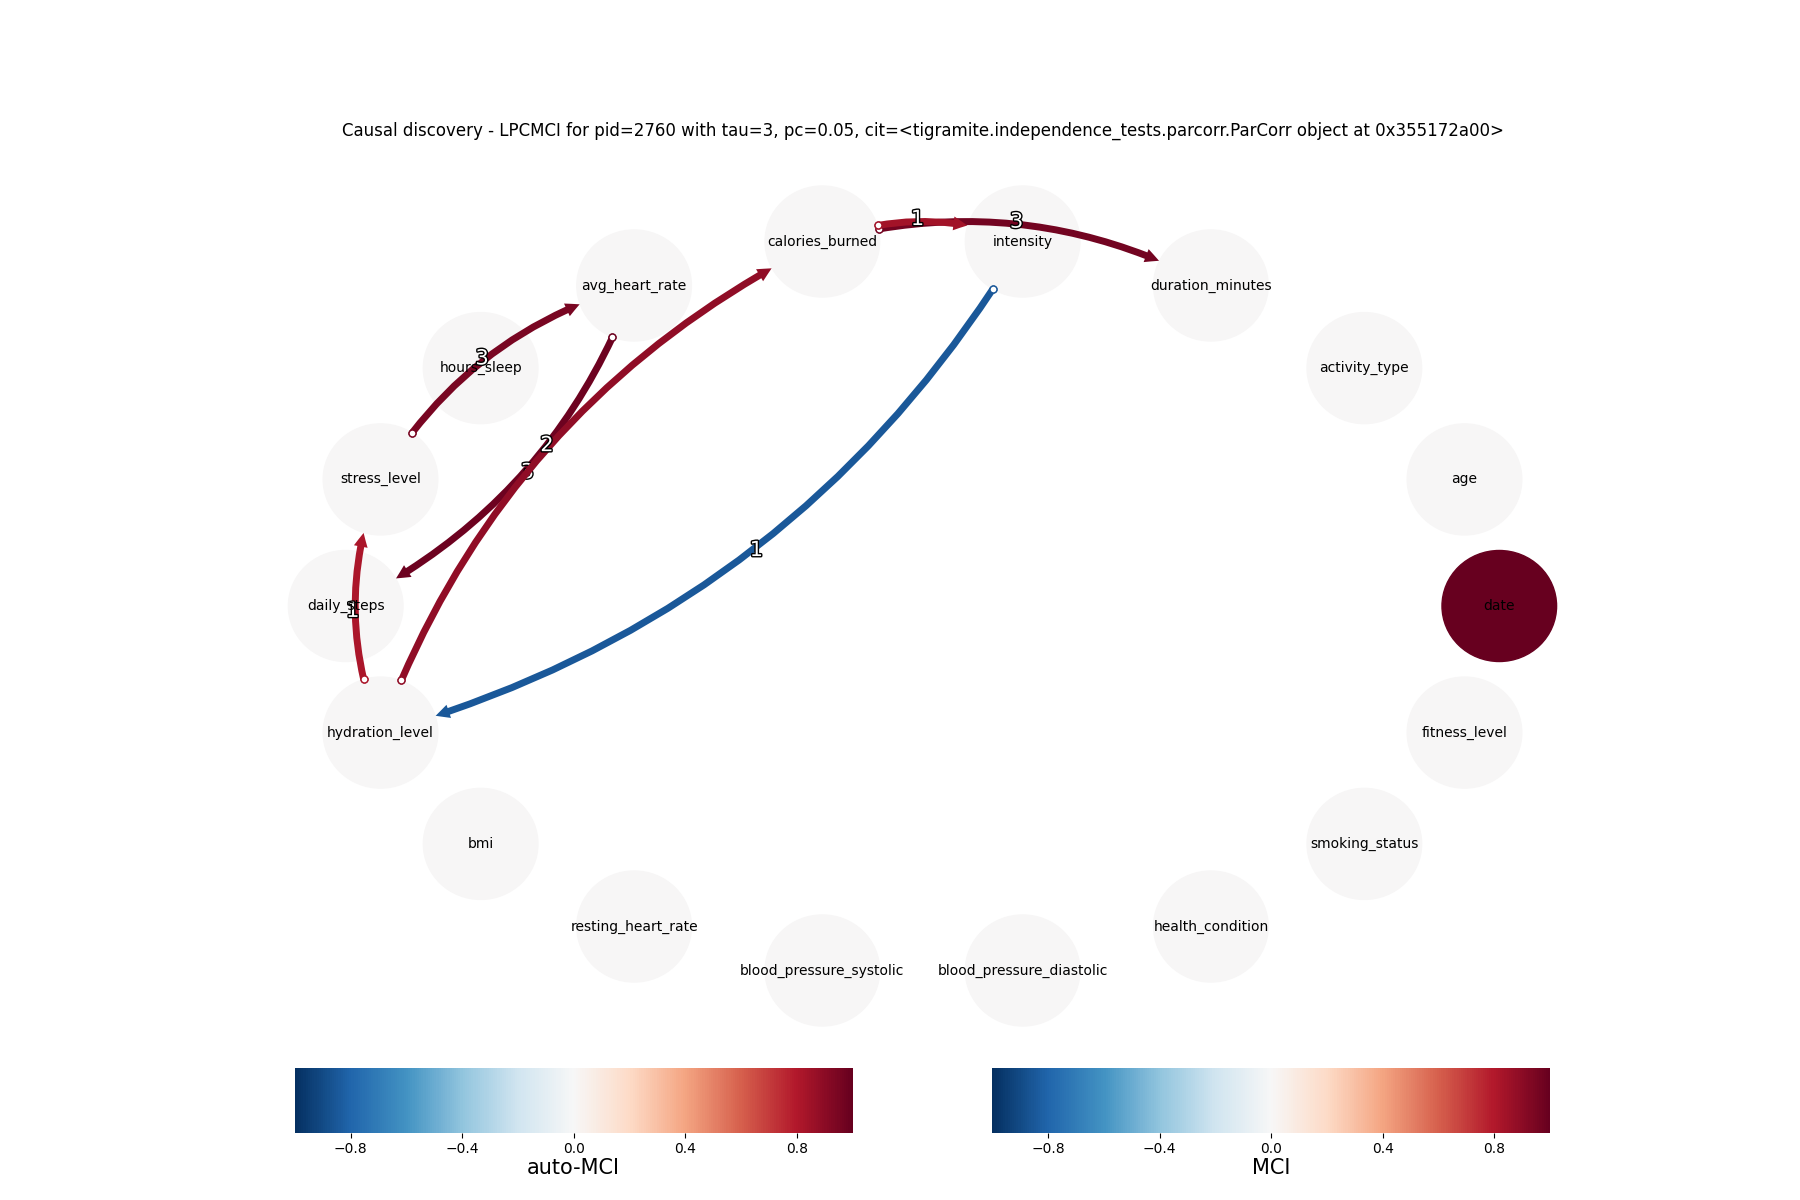 Causal discovery - LPCMCI for pid=2760 with tau=3, pc=0.05, cit=<tigramite.independence_tests.parcorr.ParCorr object at 0x355172a00>
1
3
calories_burned
intensity
avg_heart_rate
duration_minutes
3
hours_sleep
activity_type
2
3
stress_level
age
1
daily_steps
1
date
hydration_level
fitness_level
bmi
smoking_status
resting_heart_rate
health_condition
blood_pressure_systolic
blood_pressure_diastolic
−0.8 −0.4 0.0 0.4 0.8
auto-MCI
−0.8 −0.4 0.0 0.4 0.8
MCI